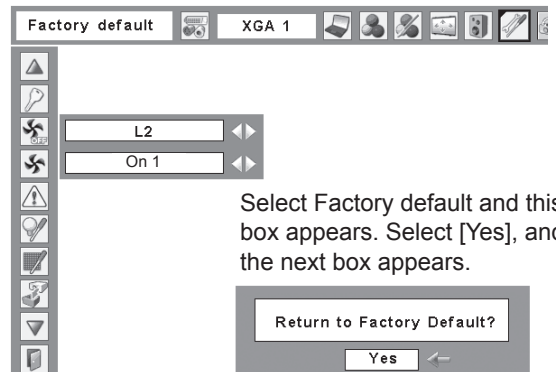 Factory default XGA 1
OFF
L2
On 1
Select Factory default and this
box appears. Select [Yes], and
the next box appears.
Return to Factory Default?
Yes